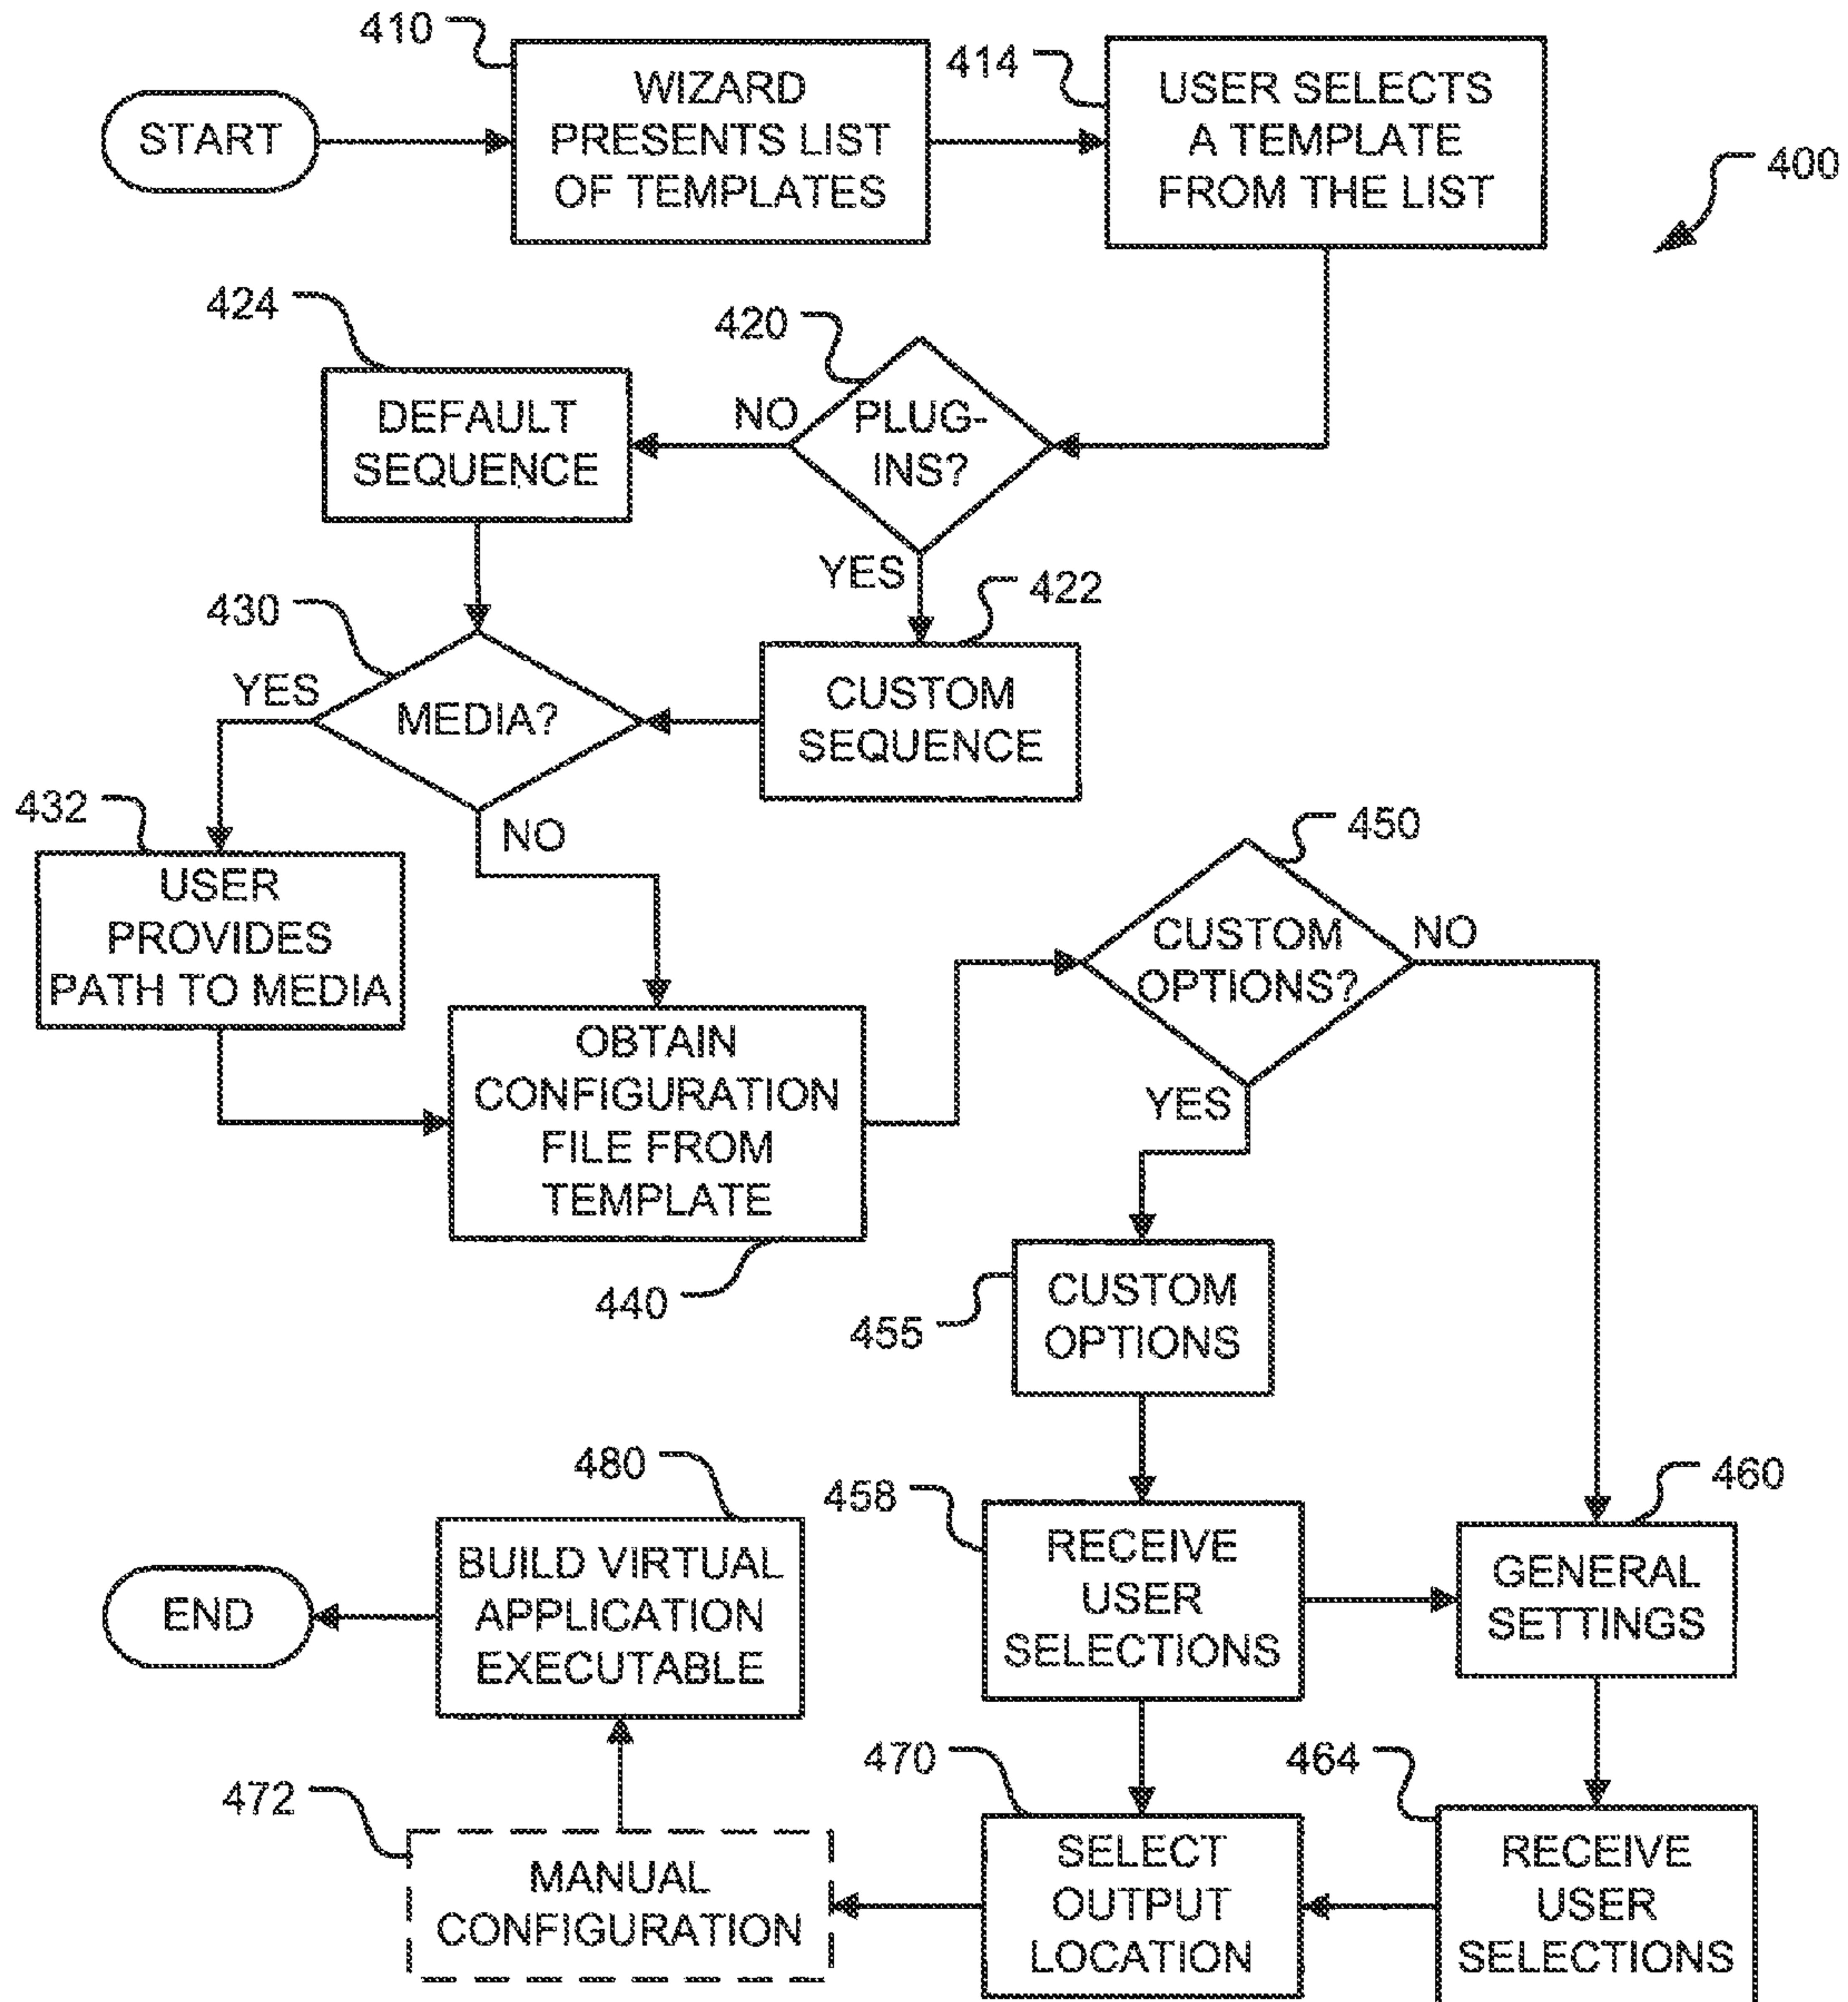 410
WIZARD
PRESENTS LIST
OF TEMPLATES
414
USER SELECTS
A TEMPLATE
FROM THE LIST
START
400
424
DEFAULT
SEQUENCE
420
NO
PLUG-
INS?
YES
422
CUSTOM
SEQUENCE
430
YES
MEDIA?
NO
432
USER
PROVIDES
PATH TO MEDIA
OBTAIN
CONFIGURATION
FILE FROM
TEMPLATE
440
450
CUSTOM
OPTIONS?
NO
YES
455
CUSTOM
OPTIONS
458
RECEIVE
USER
SELECTIONS
460
GENERAL
SETTINGS
464
RECEIVE
USER
SELECTIONS
470
SELECT
OUTPUT
LOCATION
472
MANUAL
CONFIGURATION
480
BUILD VIRTUAL
APPLICATION
EXECUTABLE
END